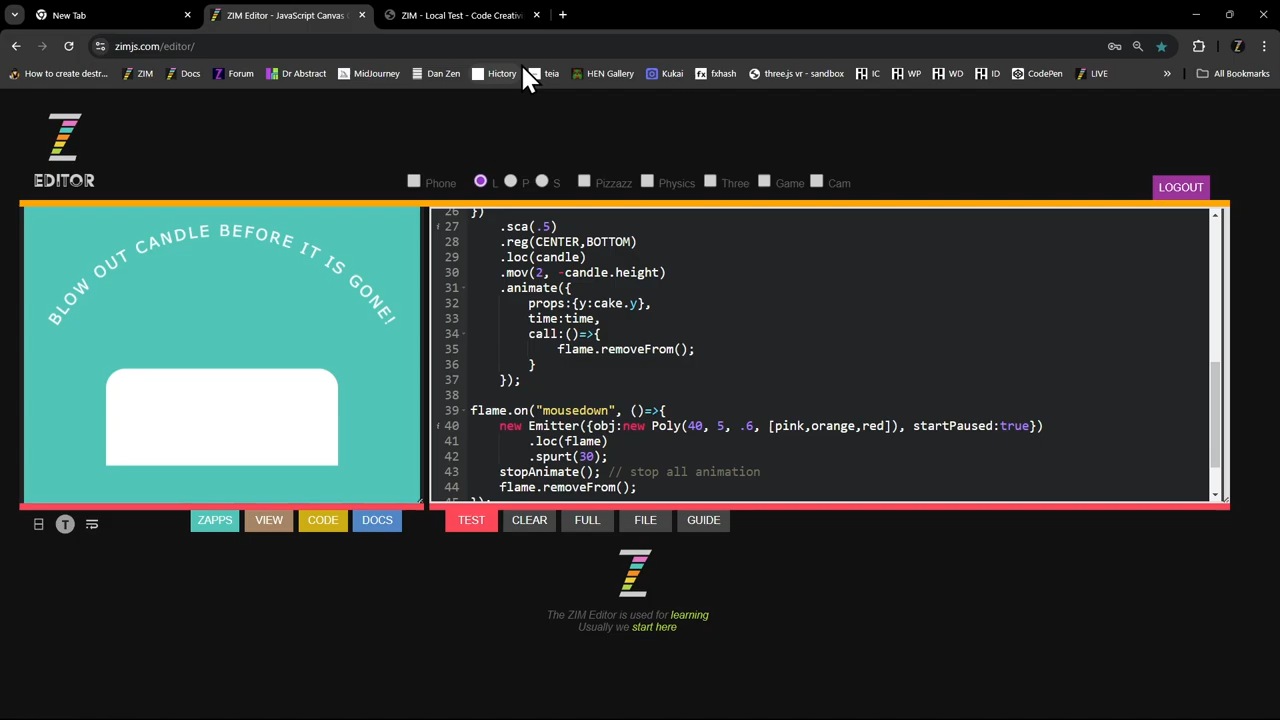 New Tab
ZIM Editor - JavaScript Canvas
ZIM - Local Test - Code Creativ
zimjs.com/editor/
How to create destr...
ZIM
Docs
Forum
Dr Abstract
MidJourney
Dan Zen
Hictory
teia
HEN Gallery
Kukai
fxhash
three.js vr - sandbox
IC
WP
WD
ID
CodePen
LIVE
All Bookmarks
EDITOR
Phone L P S Pizzazz Physics Three Game Cam
LOGOUT
BLOW OUT CANDLE BEFORE IT IS GONE!
26 })
27 .sca(.5)
28 .reg(CENTER,BOTTOM)
29 .loc(candle)
30 .mov(2, -candle.height)
31 .animate({
32 props:{y:cake.y},
33 time:time,
34 call:()=>{
35 flame.removeFrom();
36 }
37 });
38
39 flame.on("mousedown", ()=>{
40 new Emitter({obj:new Poly(40, 5, .6, [pink,orange,red]), startPaused:true})
41 .loc(flame)
42 .spurt(30);
43 stopAnimate(); // stop all animation
44 flame.removeFrom();
45 });
T
ZAPPS
VIEW
CODE
DOCS
TEST
CLEAR
FULL
FILE
GUIDE
The ZIM Editor is used for learning
Usually we start here